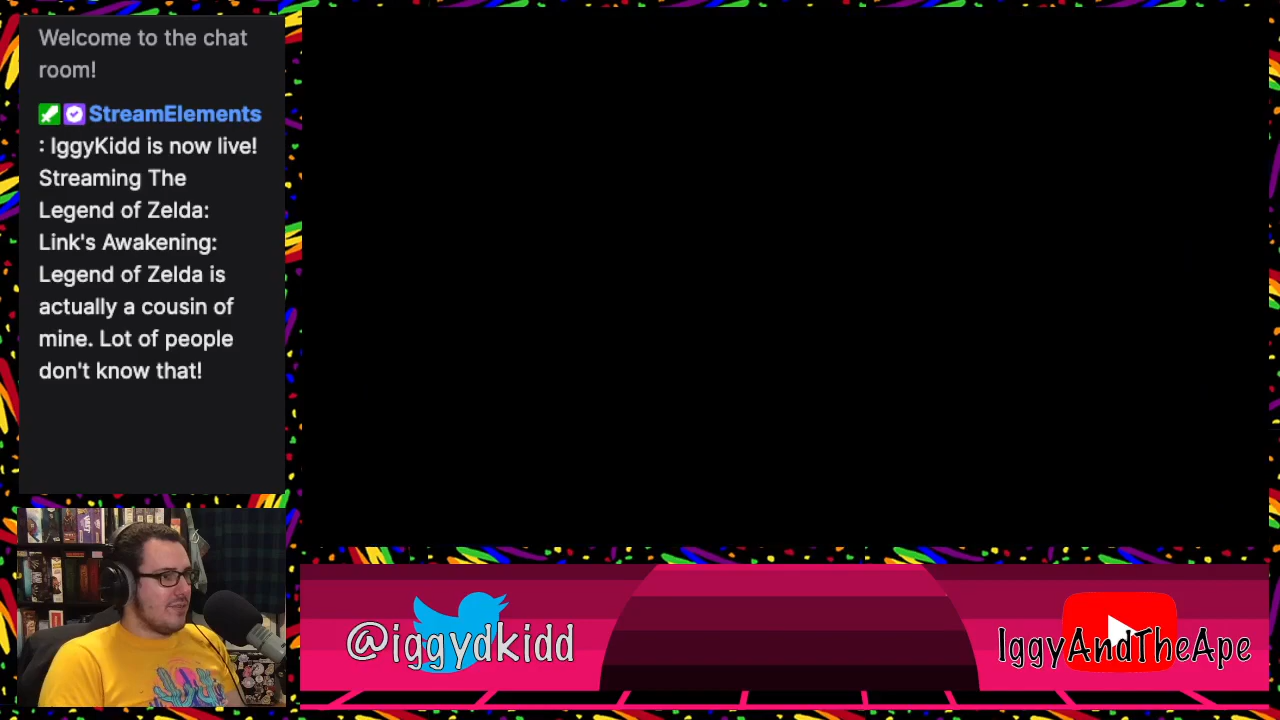 Welcome to the chat
room!
StreamElements
: IggyKidd is now live!
Streaming The
Legend of Zelda:
Link's Awakening:
Legend of Zelda is
actually a cousin of
mine. Lot of people
don't know that!
@iggydkidd
IggyAndTheApe